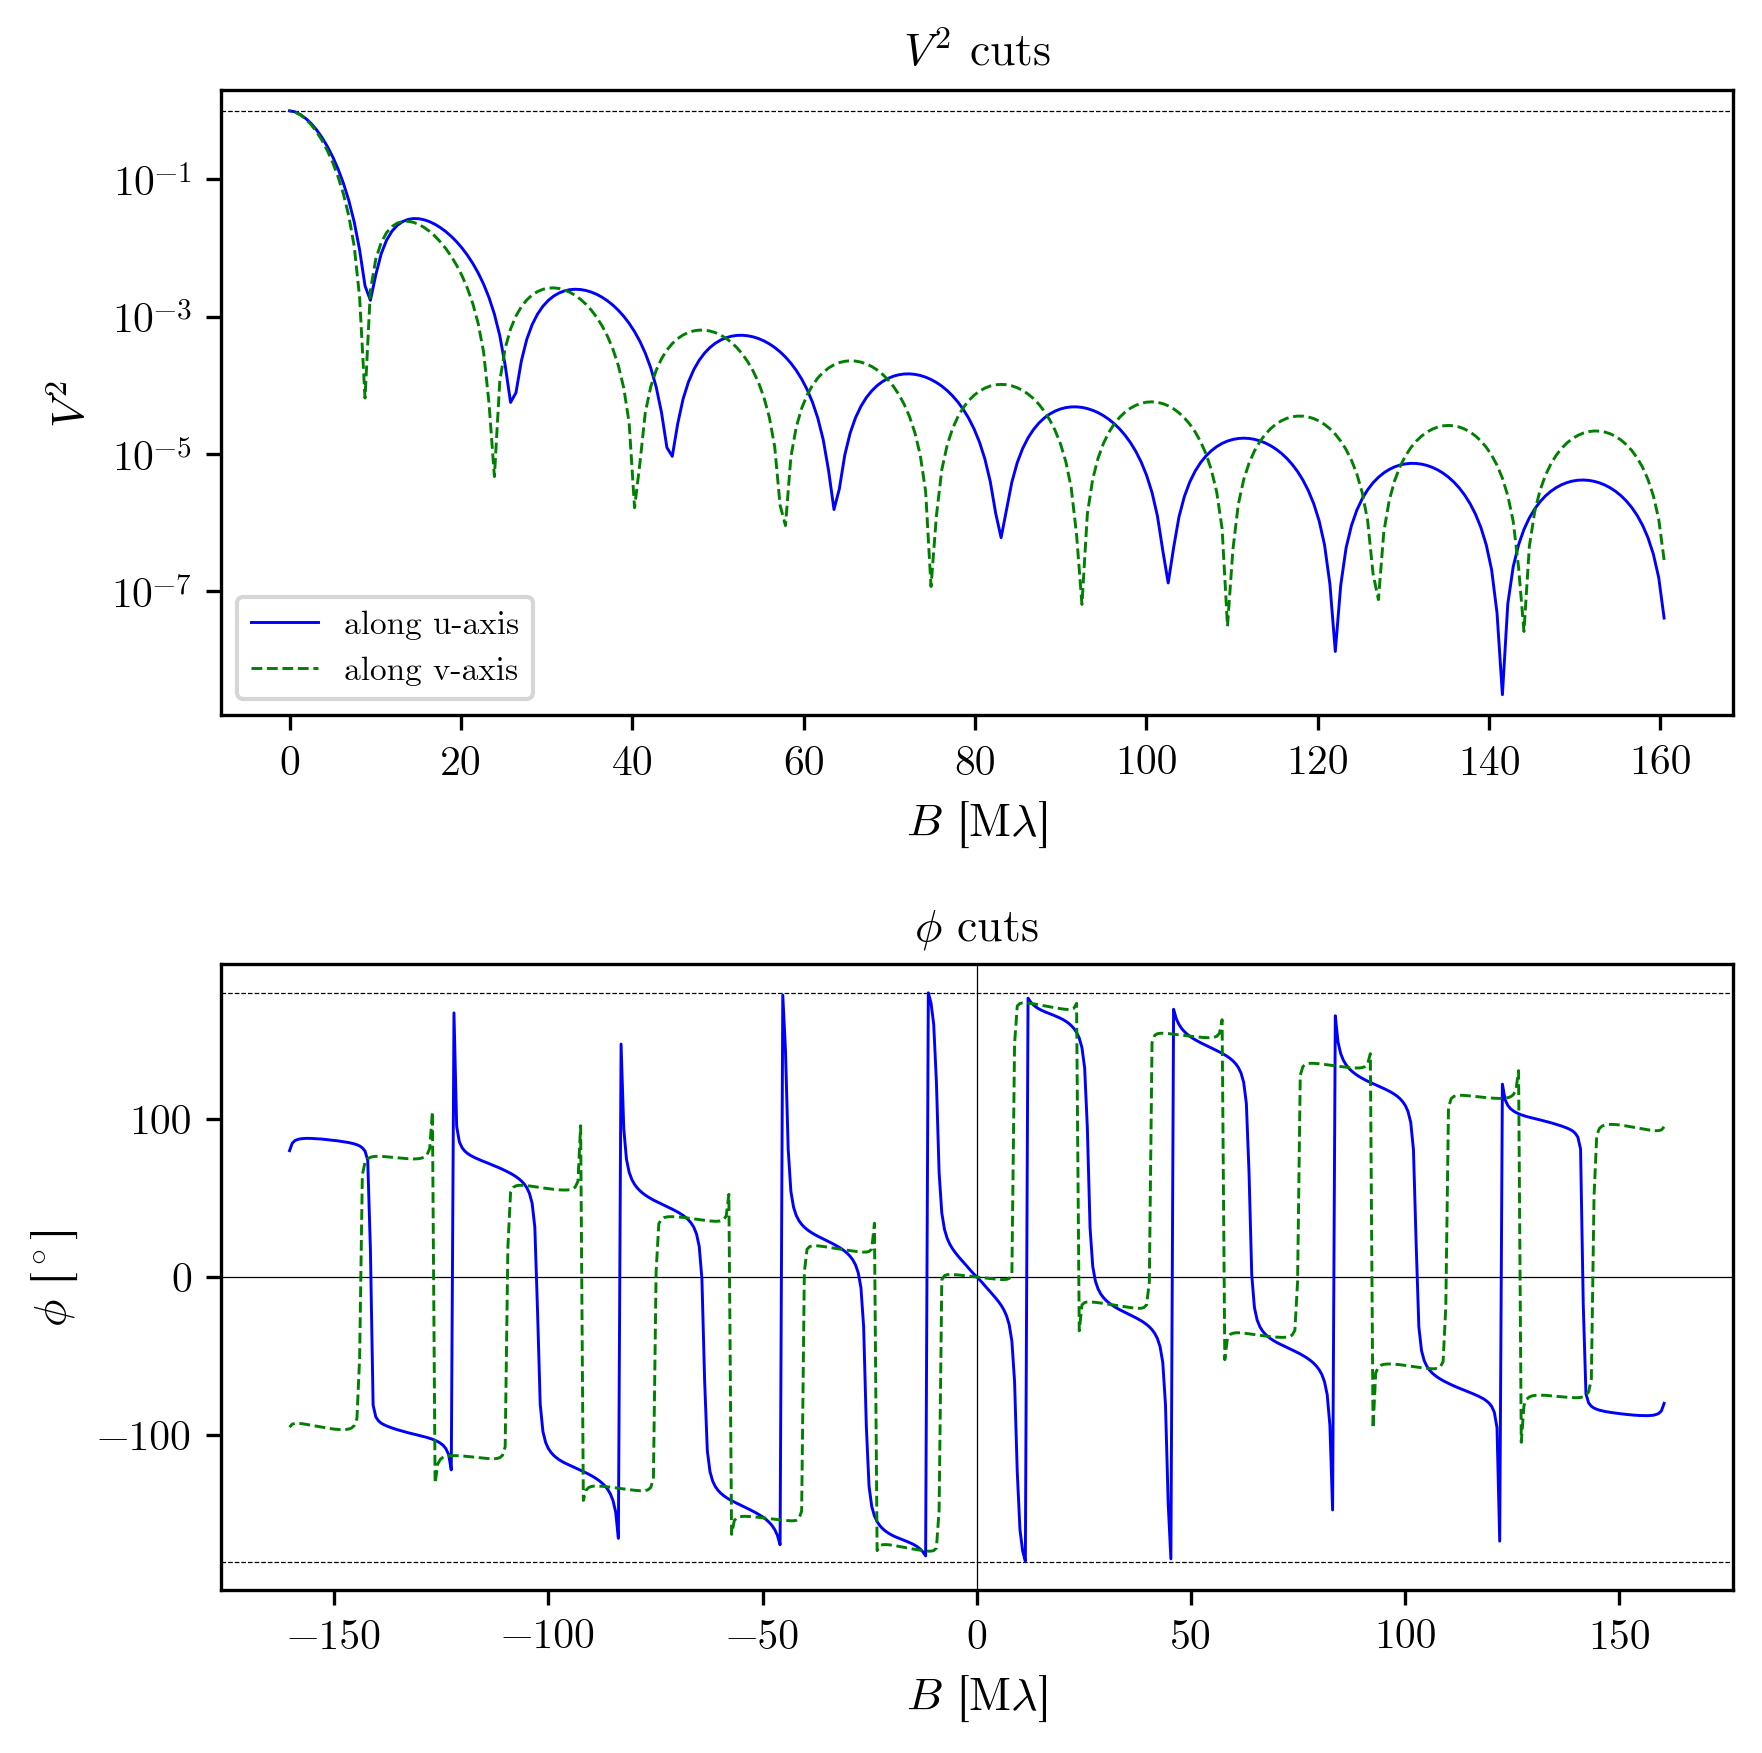 V² cuts
10⁻¹
10⁻³
10⁻⁵
10⁻⁷
V²
along u-axis
along v-axis
0 20 40 60 80 100 120 140 160
B [Mλ]
ϕ cuts
100
0
−100
ϕ [°]
−150 −100 −50 0 50 100 150
B [Mλ]